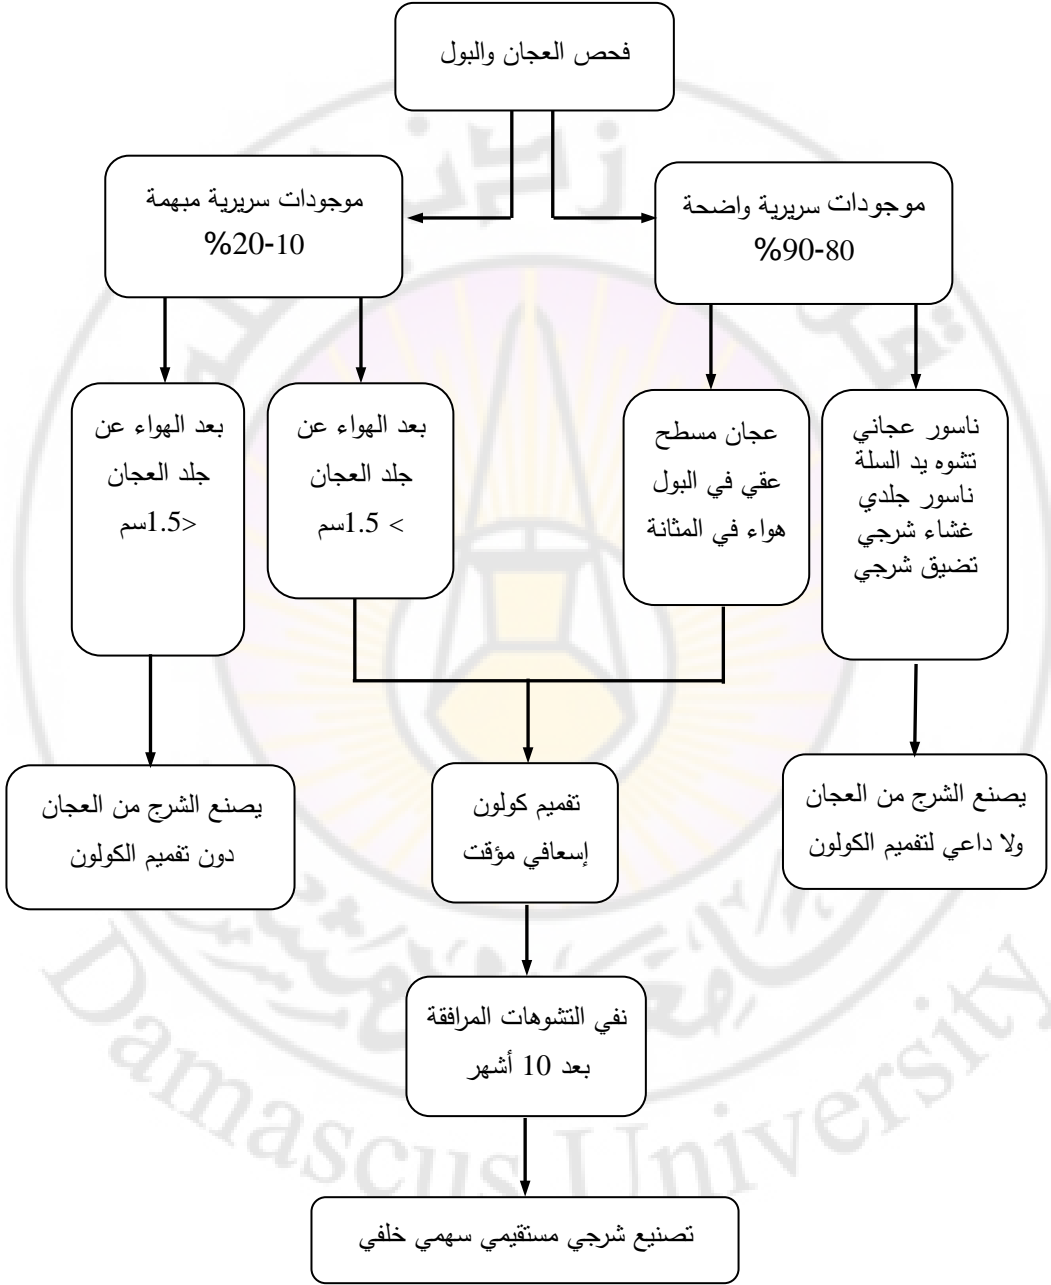 فحص العجان والبول
موجودات سريرية واضحة
80-90%
موجودات سريرية مبهمة
10-20%
ناسور عجاني
تشوه يد السلة
ناسور جلدي
غشاء شرجي
تضيق شرجي
عجان مسطح
عقي في البول
هواء في المثانة
بعد الهواء عن
جلد العجان
> 1.5سم
بعد الهواء عن
جلد العجان
<1.5سم
يصنع الشرج من العجان
ولا داعي لتفميم الكولون
تفميم كولون
إسعافي مؤقت
يصنع الشرج من العجان
دون تفميم الكولون
نفي التشوهات المرافقة
بعد 10 أشهر
تصنيع شرجي مستقيمي سهمي خلفي
Damascus University